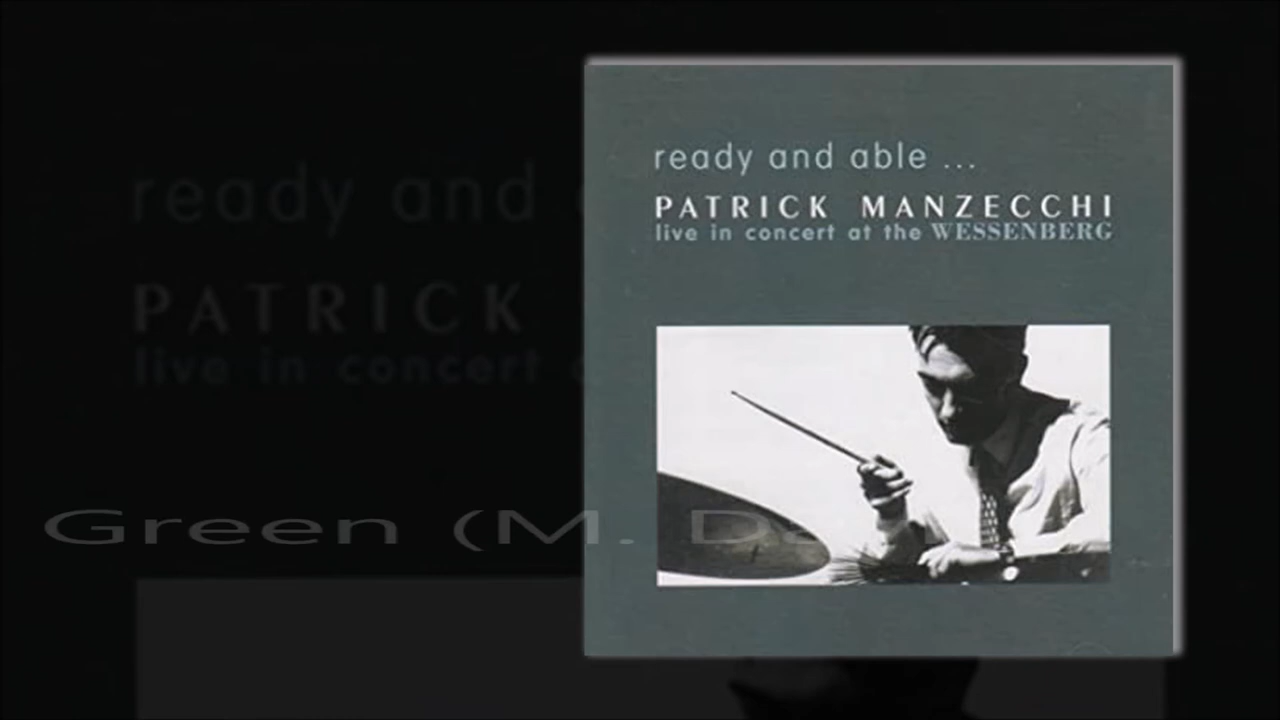 ready and able ...
PATRICK MANZECCHI
live in concert at the WESSENBERG
ready and
PATRICK
live in concert
Green (M.